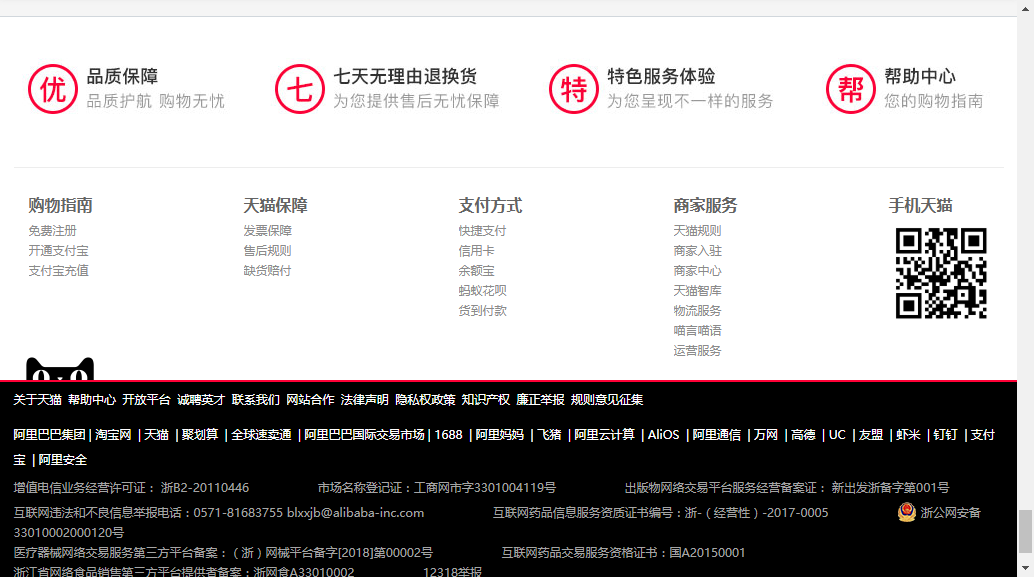 优 品质保障 七 七天无理由退换货 特 特色服务体验 帮 帮助中心
品质护航 购物无忧 为您提供售后无忧保障 为您呈现不一样的服务 您的购物指南
购物指南 天猫保障 支付方式 商家服务 手机天猫
免费注册 发票保障 快捷支付 天猫规则
开通支付宝 售后规则 信用卡 商家入驻
支付宝充值 缺货赔付 余额宝 商家中心
蚂蚁花呗 天猫智库
货到付款 物流服务
喵言喵语
运营服务
关于天猫 帮助中心 开放平台 诚聘英才 联系我们 网站合作 法律声明 隐私权政策 知识产权 廉正举报 规则意见征集
阿里巴巴集团 | 淘宝网 | 天猫 | 聚划算 | 全球速卖通 | 阿里巴巴国际交易市场 | 1688 | 阿里妈妈 | 飞猪 | 阿里云计算 | AliOS | 阿里通信 | 万网 | 高德 | UC | 友盟 | 虾米 | 钉钉 | 支付
宝 | 阿里安全
增值电信业务经营许可证： 浙B2-20110446 市场名称登记证：工商网市字3301004119号 出版物网络交易平台服务经营备案证： 新出发浙备字第001号
互联网违法和不良信息举报电话：0571-81683755 blxxjb@alibaba-inc.com 互联网药品信息服务资质证书编号：浙-（经营性）-2017-0005 浙公网安备
33010002000120号
医疗器械网络交易服务第三方平台备案：（浙）网械平台备字[2018]第00002号 互联网药品交易服务资格证书：国A20150001
浙江省网络食品销售第三方平台提供者备案：浙网食A33010002 12318举报